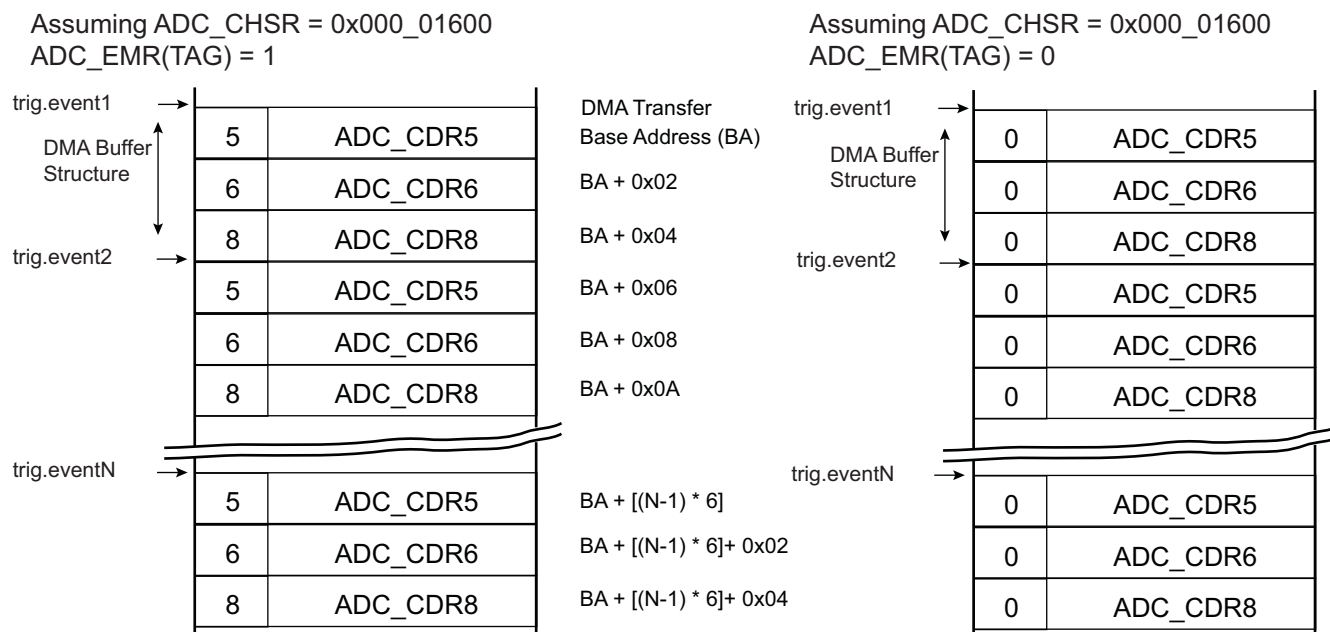 Assuming ADC_CHSR = 0x000_01600
ADC_EMR(TAG) = 1
trig.event1
DMA Buffer
Structure
5 ADC_CDR5
6 ADC_CDR6
8 ADC_CDR8
trig.event2
5 ADC_CDR5
6 ADC_CDR6
8 ADC_CDR8
trig.eventN
5 ADC_CDR5
6 ADC_CDR6
8 ADC_CDR8
DMA Transfer
Base Address (BA)
BA + 0x02
BA + 0x04
BA + 0x06
BA + 0x08
BA + 0x0A
BA + [(N-1) * 6]
BA + [(N-1) * 6]+ 0x02
BA + [(N-1) * 6]+ 0x04
Assuming ADC_CHSR = 0x000_01600
ADC_EMR(TAG) = 0
trig.event1
DMA Buffer
Structure
0 ADC_CDR5
0 ADC_CDR6
0 ADC_CDR8
trig.event2
0 ADC_CDR5
0 ADC_CDR6
0 ADC_CDR8
trig.eventN
0 ADC_CDR5
0 ADC_CDR6
0 ADC_CDR8